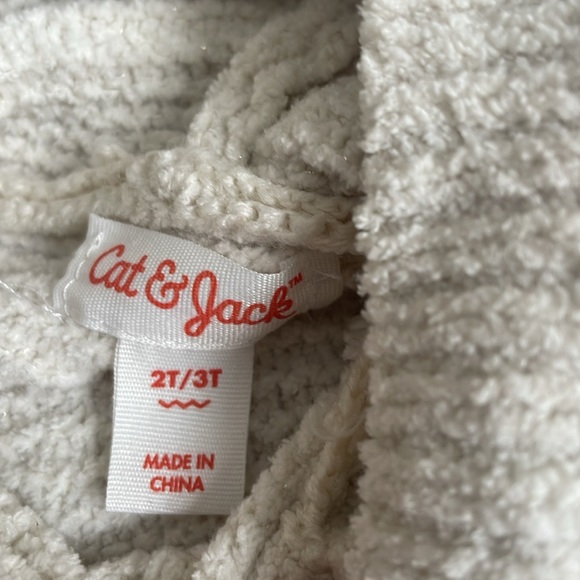 Cat & Jack™
2T/3T
MADE IN
CHINA